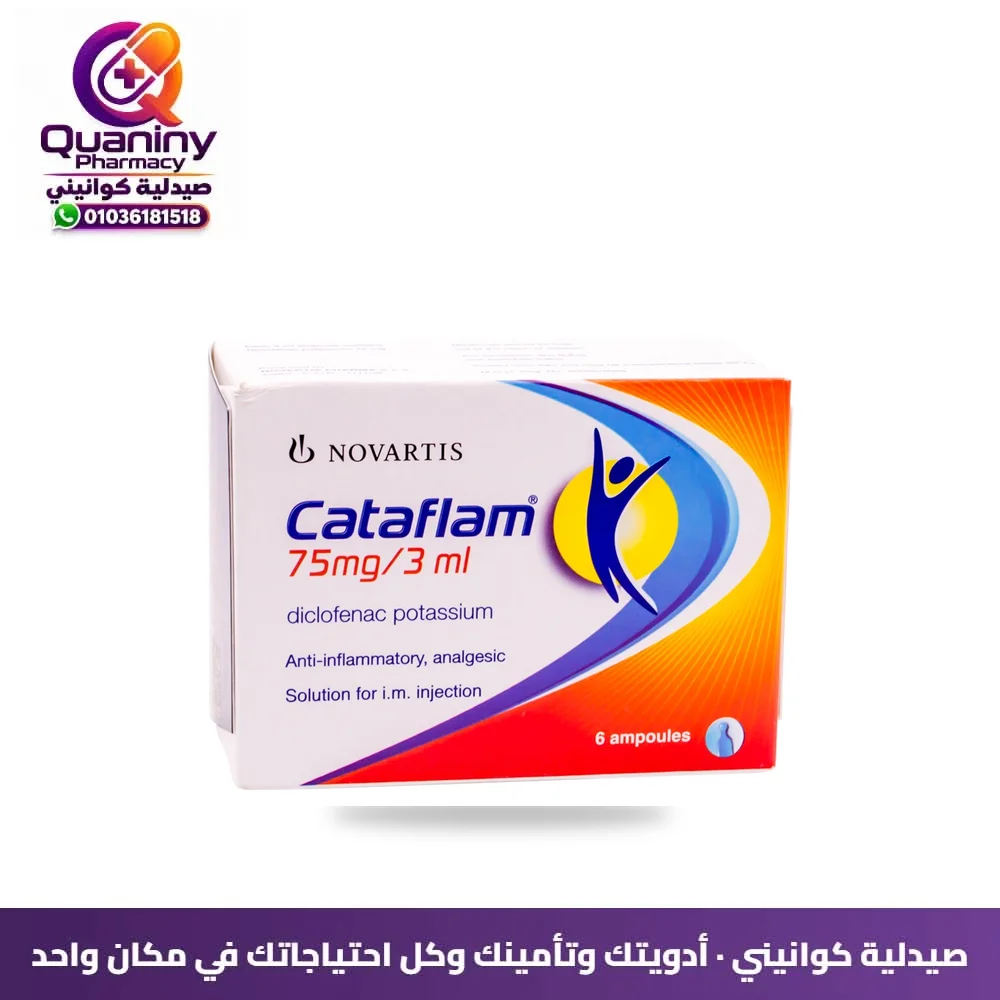 Quaniny
Pharmacy
صيدلية كوانيني
01036181518
NOVARTIS
Cataflam®
75mg/3 ml
diclofenac potassium
Anti-inflammatory, analgesic
Solution for i.m. injection
6 ampoules
صيدلية كوانيني · أدويتك وتأمينك وكل احتياجاتك في مكان واحد